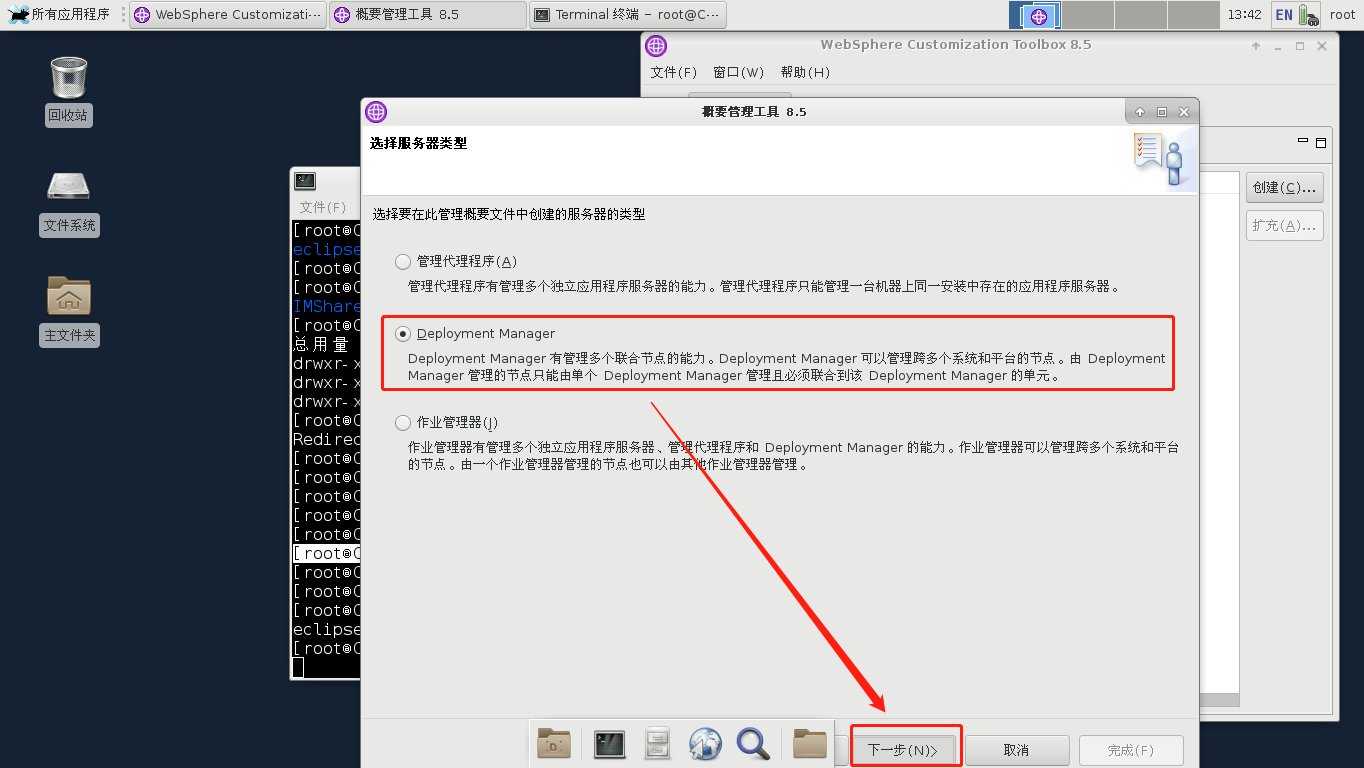 所有应用程序
WebSphere Customizati···
概要管理工具 8.5
Terminal 终端 – root@C···
13:42
EN
root
WebSphere Customization Toolbox 8.5
文件(F) 窗口(W) 帮助(H)
回收站
文件系统
主文件夹
创建(C)...
扩充(A)...
文件(F)
[root@C
eclipse
[root@C
[root@C
IMShare
[root@C
总用量
drwxr-x
drwxr-x
drwxr-x
[root@C
Redirec
[root@C
[root@C
[root@C
[root@C
[root@C
[root@C
[root@C
[root@C
[root@C
eclipse
[root@C
概要管理工具 8.5
选择服务器类型
选择要在此管理概要文件中创建的服务器的类型
管理代理程序(A)
管理代理程序有管理多个独立应用程序服务器的能力。管理代理程序只能管理一台机器上同一安装中存在的应用程序服务器。
Deployment Manager
Deployment Manager 有管理多个联合节点的能力。Deployment Manager 可以管理跨多个系统和平台的节点。由 Deployment
Manager 管理的节点只能由单个 Deployment Manager 管理且必须联合到该 Deployment Manager 的单元。
作业管理器(J)
作业管理器有管理多个独立应用程序服务器、管理代理程序和 Deployment Manager 的能力。作业管理器可以管理跨多个系统和平台
的节点。由一个作业管理器管理的节点也可以由其他作业管理器管理。
下一步(N)>
取消
完成(F)